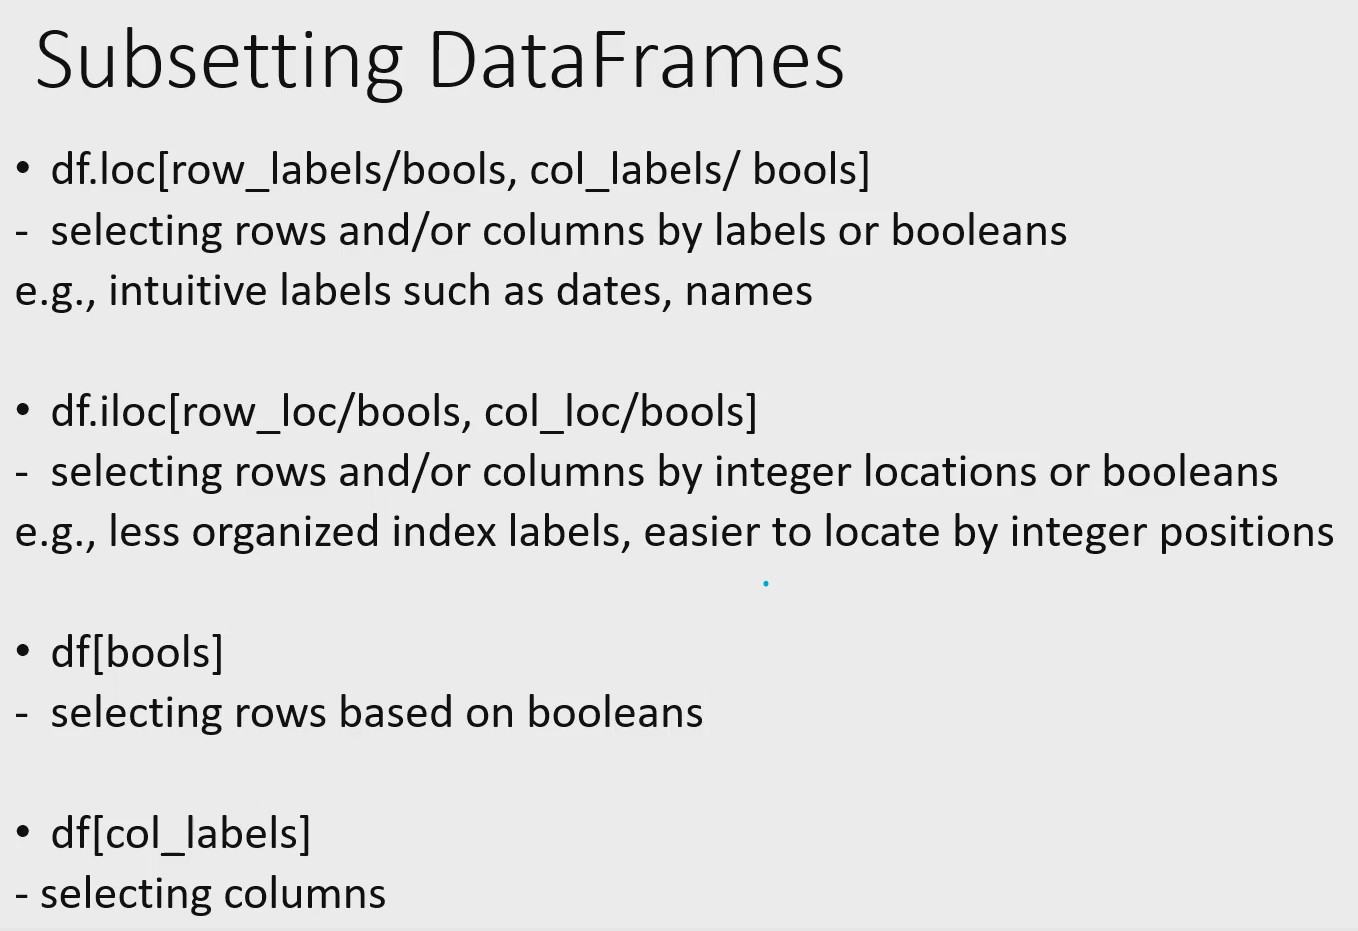 Subsetting DataFrames
• df.loc[row_labels/bools, col_labels/ bools]
- selecting rows and/or columns by labels or booleans
e.g., intuitive labels such as dates, names
• df.iloc[row_loc/bools, col_loc/bools]
- selecting rows and/or columns by integer locations or booleans
e.g., less organized index labels, easier to locate by integer positions
• df[bools]
- selecting rows based on booleans
• df[col_labels]
- selecting columns